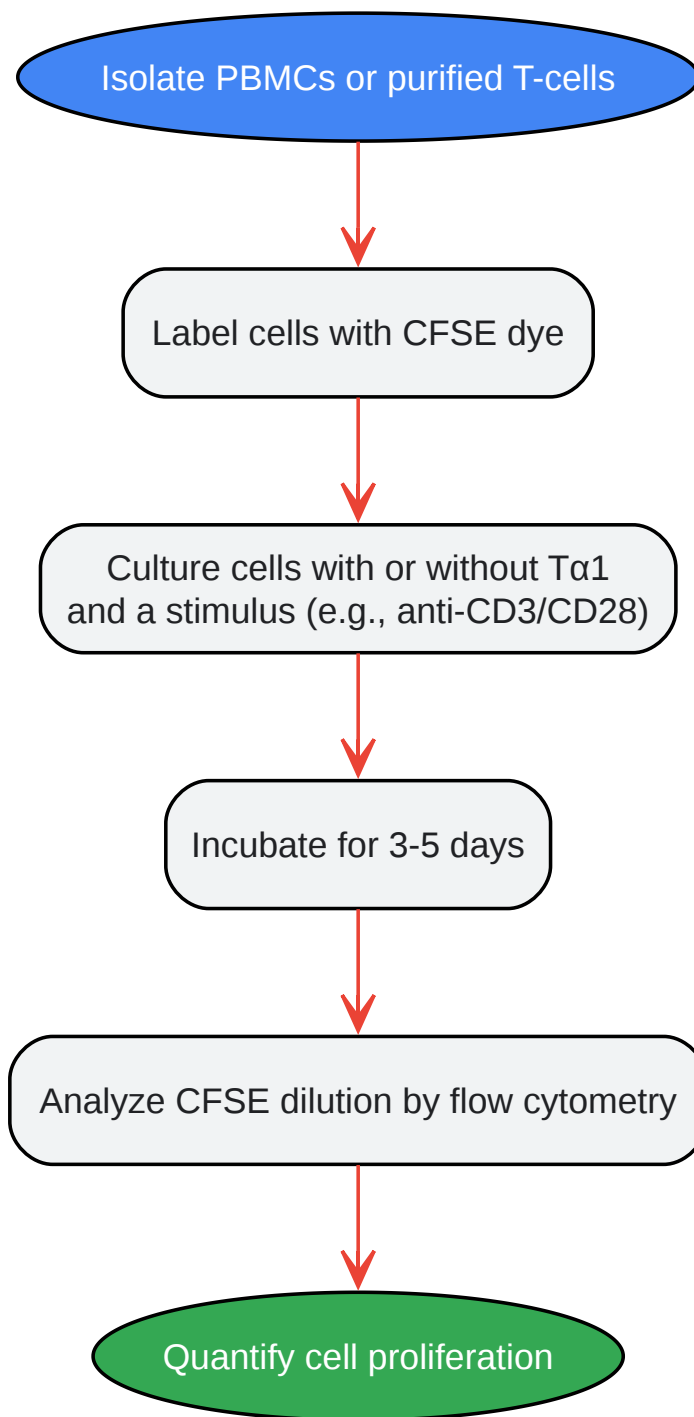 Isolate PBMCs or purified T-cells
Label cells with CFSE dye
Culture cells with or without Tα1
and a stimulus (e.g., anti-CD3/CD28)
Incubate for 3-5 days
Analyze CFSE dilution by flow cytometry
Quantify cell proliferation